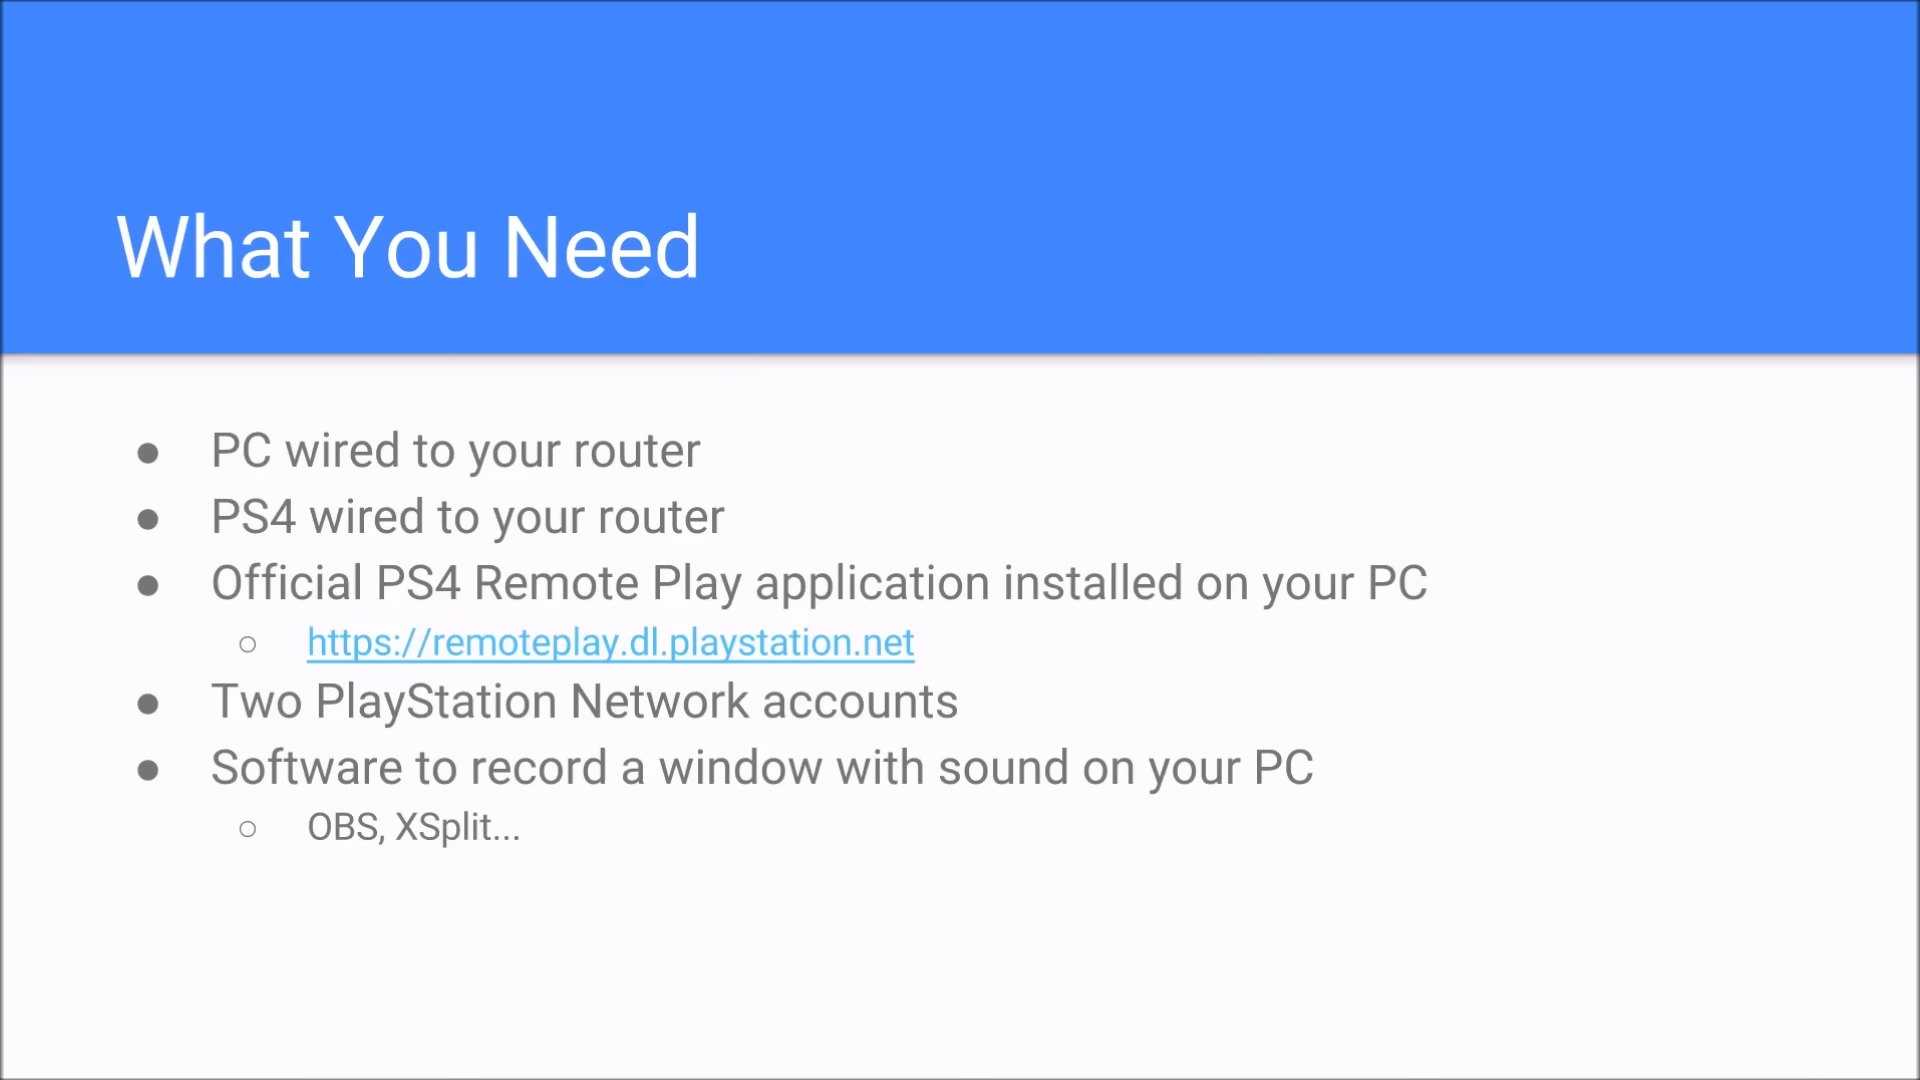 What You Need
● PC wired to your router
● PS4 wired to your router
● Official PS4 Remote Play application installed on your PC
○ https://remoteplay.dl.playstation.net
● Two PlayStation Network accounts
● Software to record a window with sound on your PC
○ OBS, XSplit...